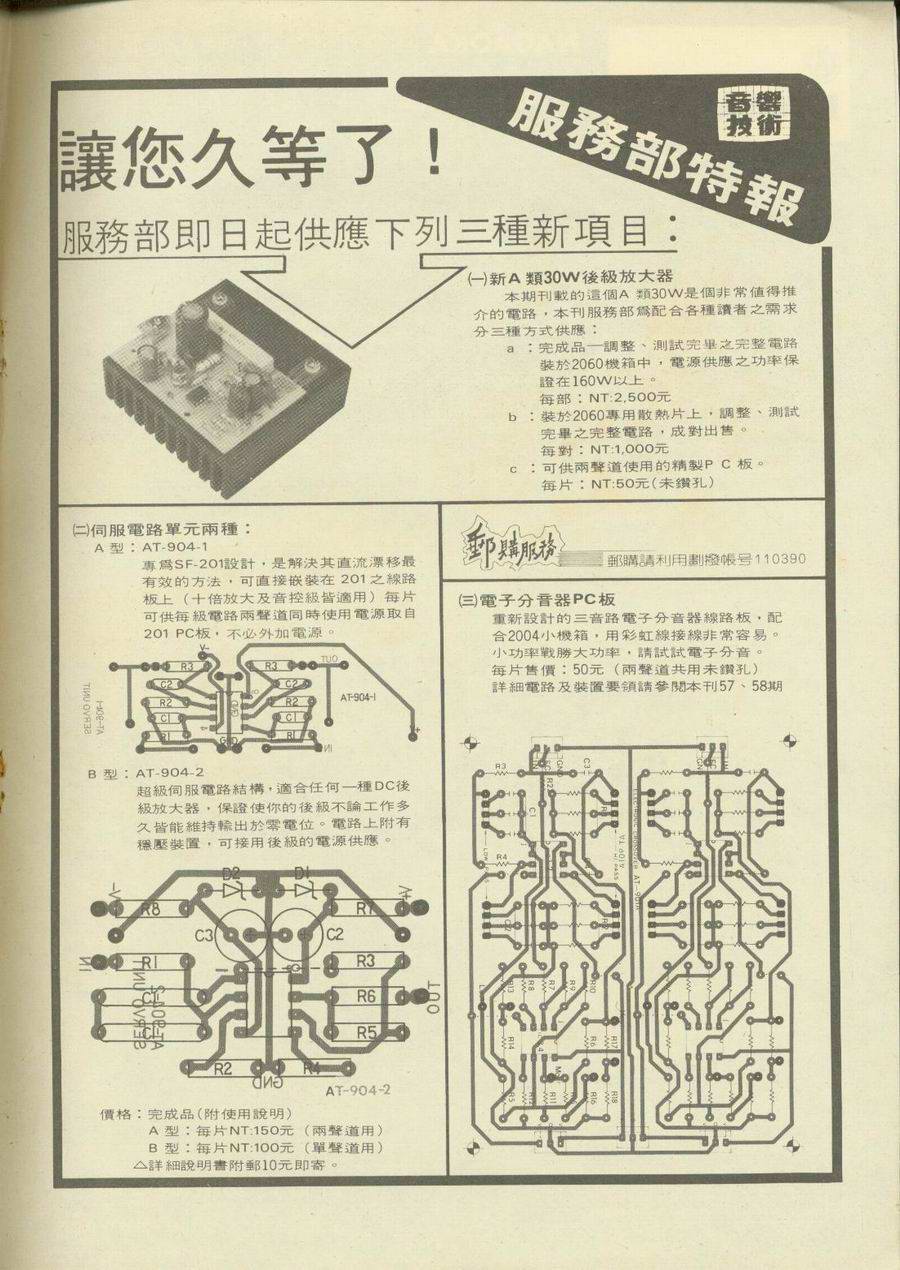 音響
技術
服務部特報
讓您久等了！
服務部即日起供應下列三種新項目：
㈠新A類30W後級放大器
本期刊載的這個A類30W是個非常值得推
介的電路，本刊服務部爲配合各種讀者之需求
分三種方式供應：
a：完成品—調整、測試完畢之完整電路
裝於2060機箱中，電源供應之功率保
證在160W以上。
每部：NT:2,500元
b：裝於2060專用散熱片上，調整、測試
完畢之完整電路，成對出售。
每對：NT:1,000元
c：可供兩聲道使用的精製PC板。
每片：NT:50元(未鑽孔)
㈡伺服電路單元兩種：
A型：AT-904-1
專爲SF-201設計，是解決其直流漂移最
有效的方法，可直接嵌裝在201之線路
板上（十倍放大及音控級皆適用）每片
可供每級電路兩聲道同時使用電源取自
201 PC板，不必外加電源。
V-
R3 R3 OUT
C2 C2
R2 R2
C1 C1
R1 R1
GND
IN
AT-904-1
SERVO UNIT
AT-904-1
B型：AT-904-2
超級伺服電路結構，適合任何一種DC後
級放大器，保證使你的後級不論工作多
久皆能維持輸出於零電位。電路上附有
穩壓裝置，可接用後級的電源供應。
D2 D1
V- +V
R8 R7
C3 C2
IN R1 R3
R6
OUT
R5
R2 R4
GND
SERVO UNIT
AT-904-2
AT-904-2
價格：完成品(附使用說明)
A型：每片NT:150元（兩聲道用）
B型：每片NT:100元（單聲道用）
△詳細說明書附郵10元即寄。
郵購服務
郵購請利用劃撥帳号110390
㈢電子分音器PC板
重新設計的三音路電子分音器線路板，配
合2004小機箱，用彩虹線接線非常容易。
小功率戰勝大功率，請試試電子分音。
每片售價：50元（兩聲道共用未鑽孔）
詳細電路及裝置要領請參閱本刊57、58期
R3
C3
C1
R4
R13
R8
R7
R9
R10
R14
R6
R17
R5
R12
R11
R16
R18